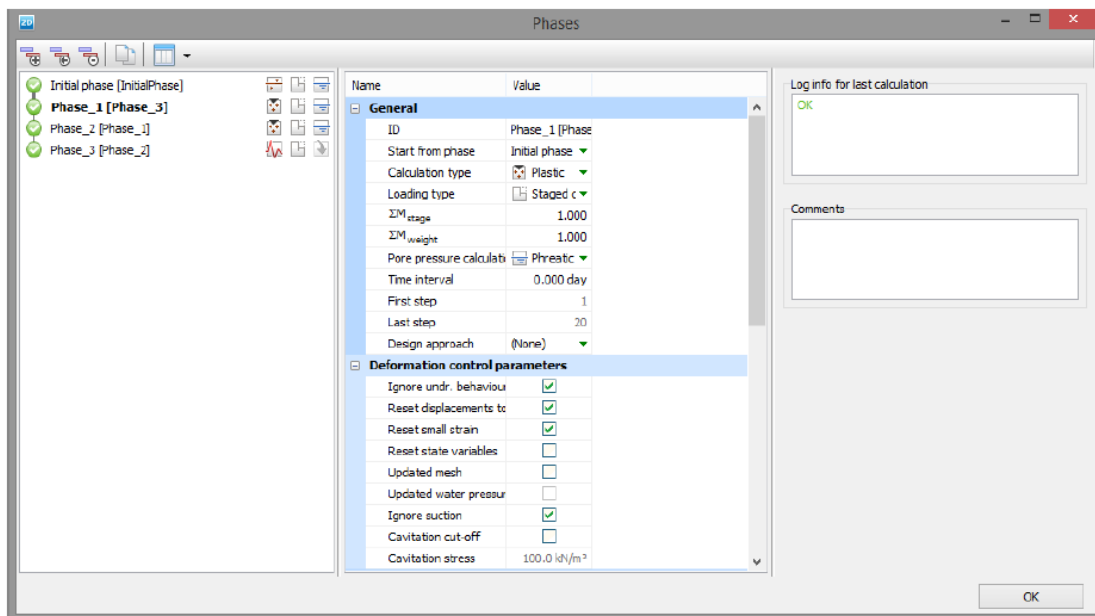 2D
Phases
Initial phase [InitialPhase]
Phase_1 [Phase_3]
Phase_2 [Phase_1]
Phase_3 [Phase_2]
Name Value
General
ID Phase_1 [Phase
Start from phase Initial phase
Calculation type Plastic
Loading type Staged c
ΣMstage 1.000
ΣMweight 1.000
Pore pressure calculati Phreatic
Time interval 0.000 day
First step 1
Last step 20
Design approach (None)
Deformation control parameters
Ignore undr. behaviour
Reset displacements to
Reset small strain
Reset state variables
Updated mesh
Updated water pressur
Ignore suction
Cavitation cut-off
Cavitation stress 100.0 kN/m²
Log info for last calculation
OK
Comments
OK